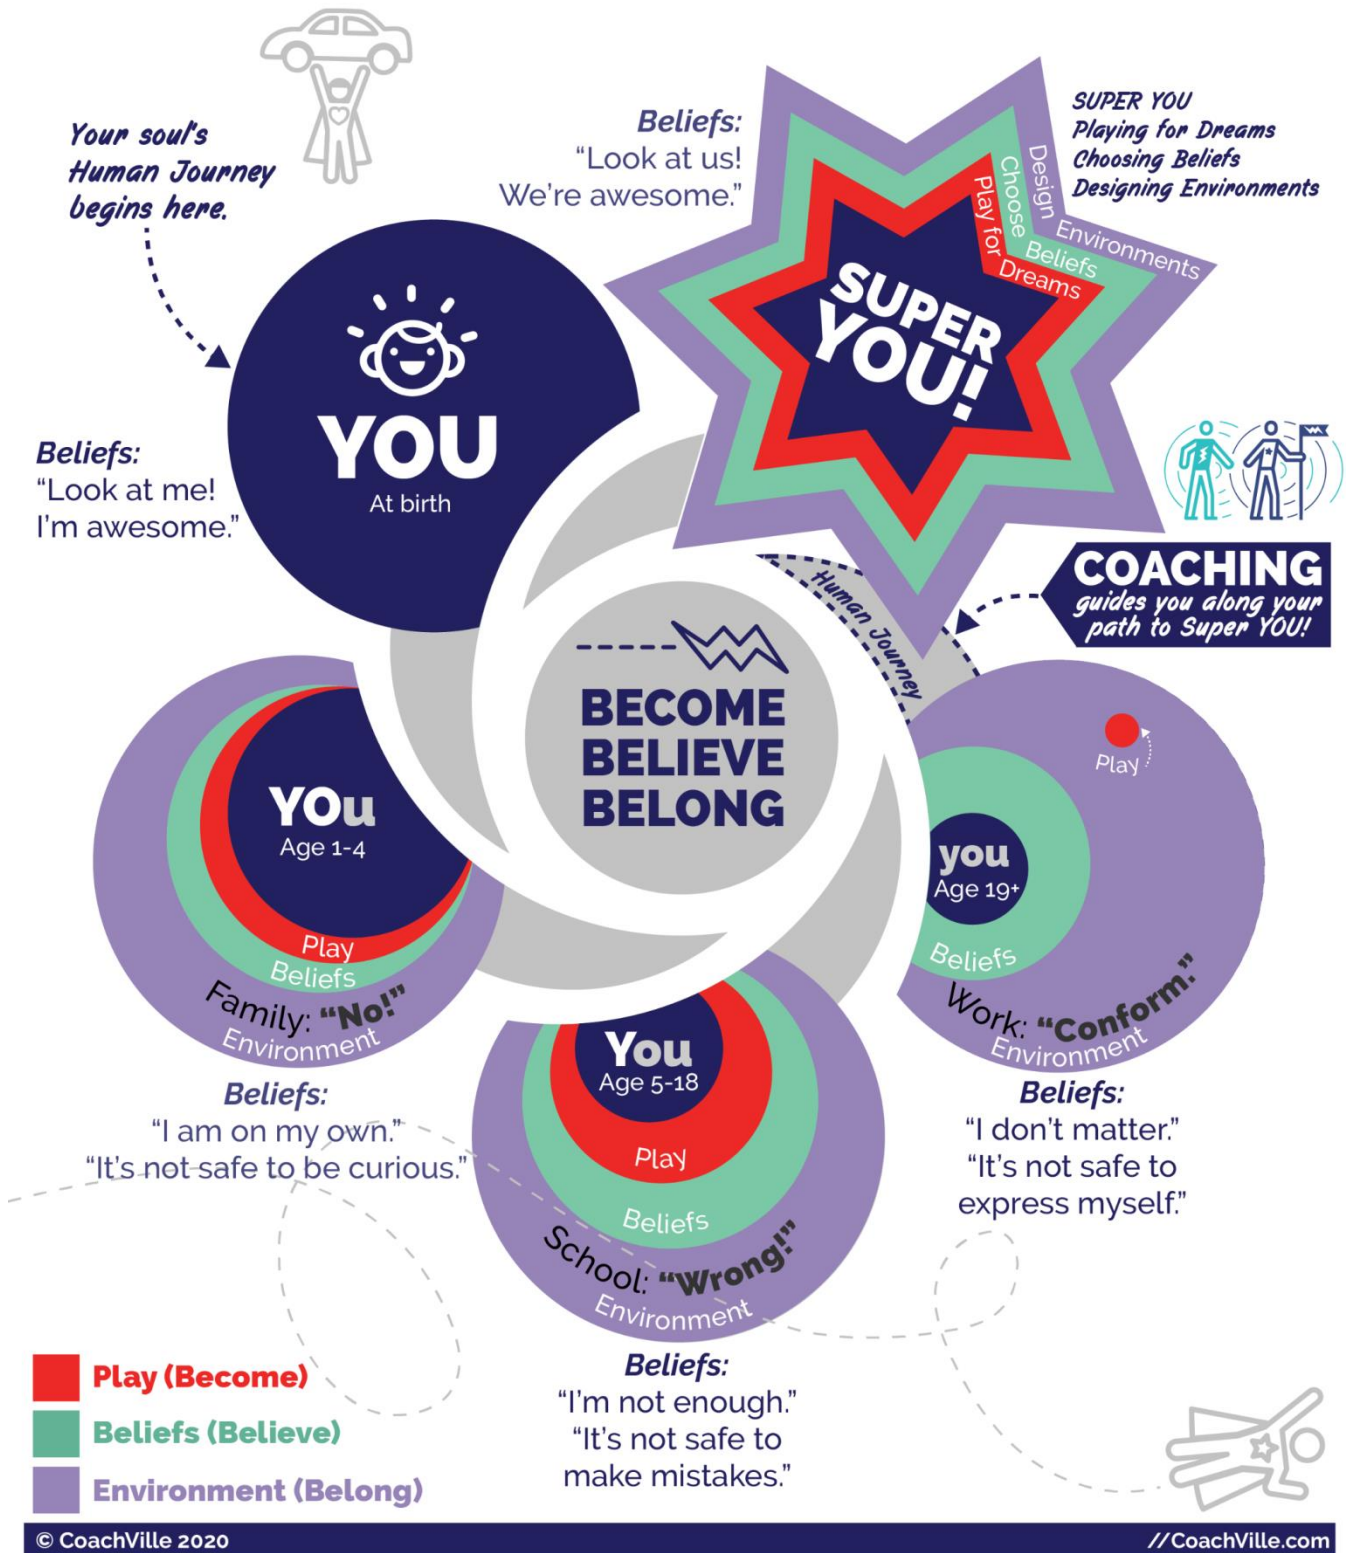 Your soul's
Human Journey
begins here.
Beliefs:
“Look at us!
We're awesome.”
SUPER YOU
Playing for Dreams
Choosing Beliefs
Designing Environments
Design Environments
Choose Beliefs
Play for Dreams
SUPER
YOU!
YOU
At birth
Beliefs:
“Look at me!
I'm awesome.”
COACHING
guides you along your
path to Super YOU!
Human Journey
BECOME
BELIEVE
BELONG
YOu
Age 1-4
Play
Beliefs
Family: “No!”
Environment
Beliefs:
“I am on my own.”
“It's not safe to be curious.”
You
Age 5-18
Play
Beliefs
School: “Wrong!”
Environment
Beliefs:
“I'm not enough.”
“It's not safe to
make mistakes.”
Play
you
Age 19+
Beliefs
Work: “Conform.”
Environment
Beliefs:
“I don't matter.”
“It's not safe to
express myself.”
Play (Become)
Beliefs (Believe)
Environment (Belong)
© CoachVille 2020
//CoachVille.com